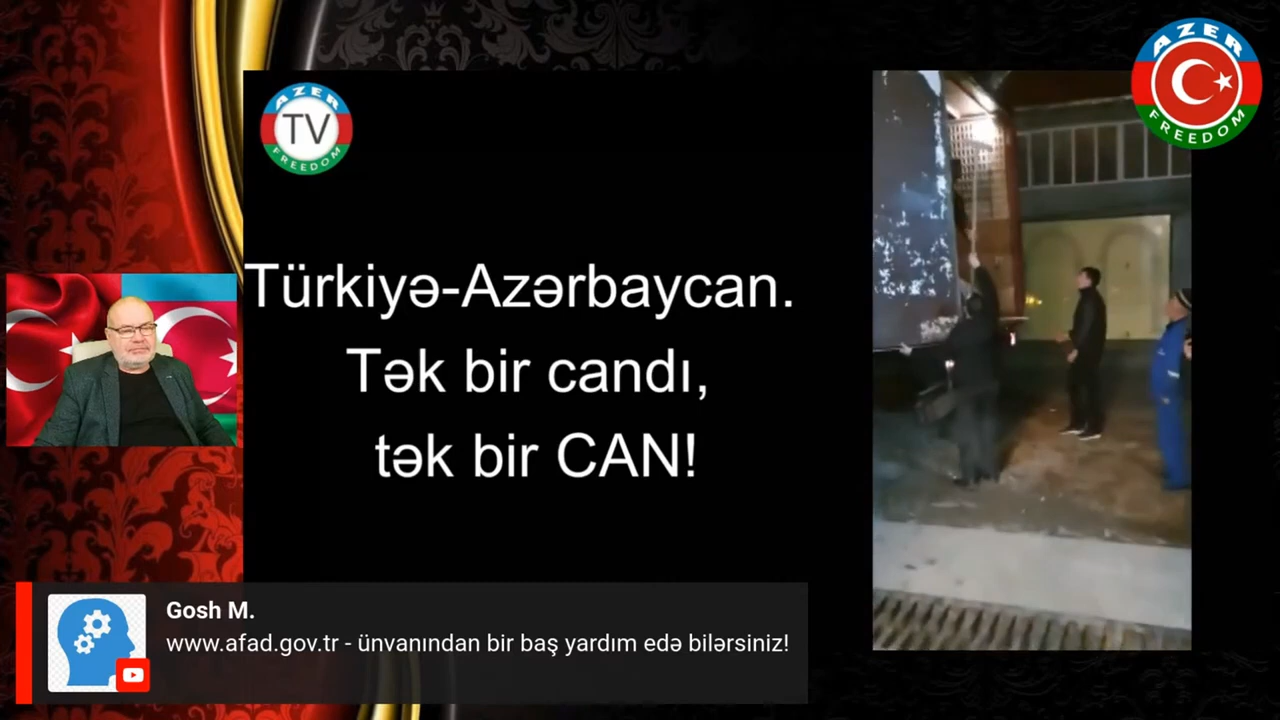 AZER
TV
FREEDOM
AZER
FREEDOM
Türkiyə-Azərbaycan.
Tək bir candı,
tək bir CAN!
Gosh M.
www.afad.gov.tr - ünvanından bir baş yardım edə bilərsiniz!